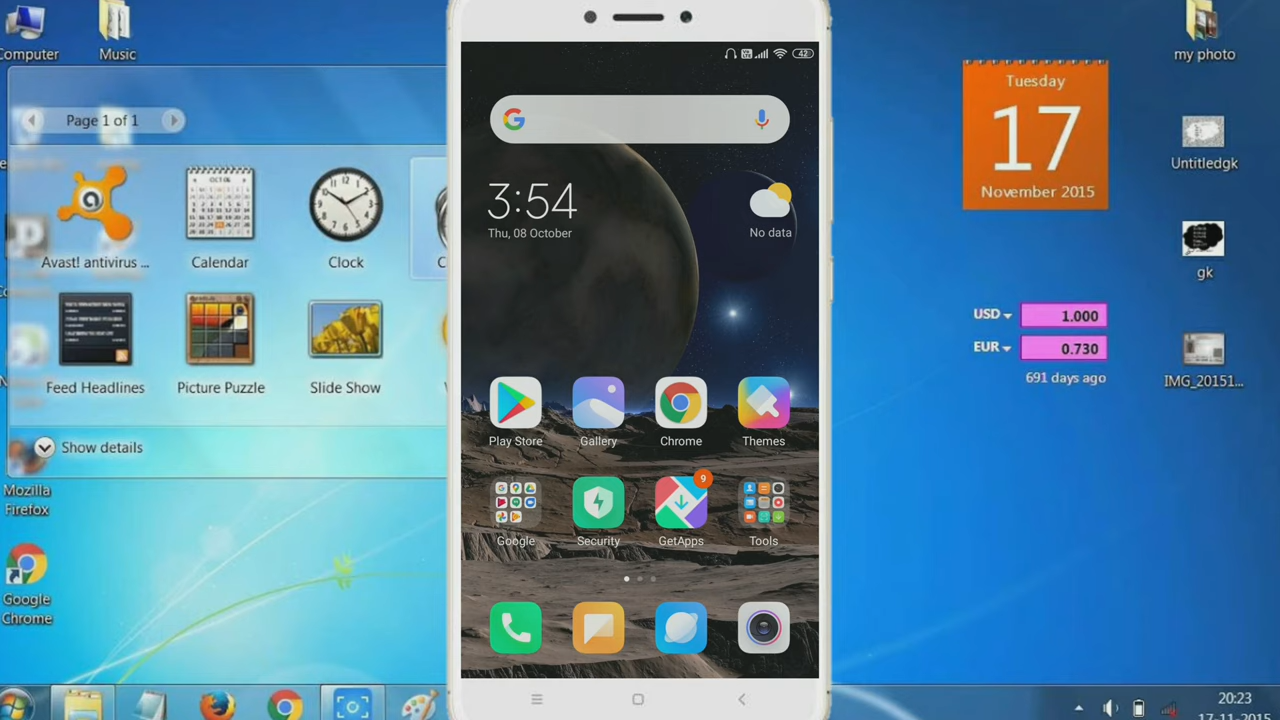 Computer
Music
Page 1 of 1
Avast! antivirus ...
Calendar
Clock
Feed Headlines
Picture Puzzle
Slide Show
Show details
Mozilla
Firefox
Google
Chrome
42
3:54
Thu, 08 October
No data
Play Store
Gallery
Chrome
Themes
9
Google
Security
GetApps
Tools
Tuesday
17
November 2015
USD
1.000
EUR
0.730
691 days ago
my photo
Untitledgk
gk
IMG_20151...
20:23
17-11-2015